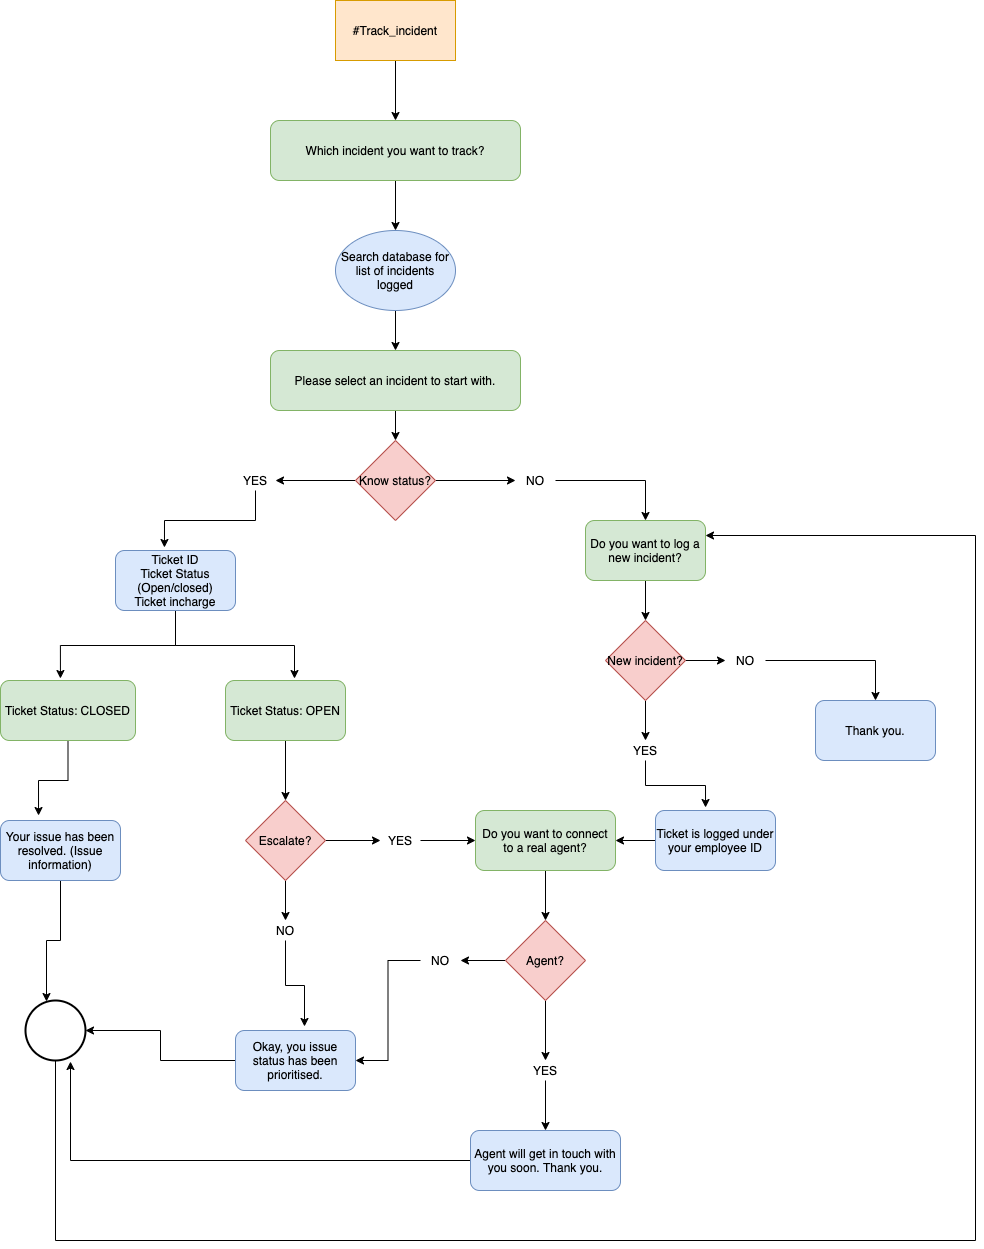 #Track_incident
Which incident you want to track?
Search database for
list of incidents
logged
Please select an incident to start with.
Know status?
YES
NO
Ticket ID
Ticket Status
(Open/closed)
Ticket incharge
Do you want to log a
new incident?
New incident?
NO
Thank you.
YES
Ticket Status: CLOSED
Ticket Status: OPEN
Your issue has been
resolved. (Issue
information)
Escalate?
YES
Do you want to connect
to a real agent?
Ticket is logged under
your employee ID
NO
Agent?
NO
Okay, you issue
status has been
prioritised.
YES
Agent will get in touch with
you soon. Thank you.